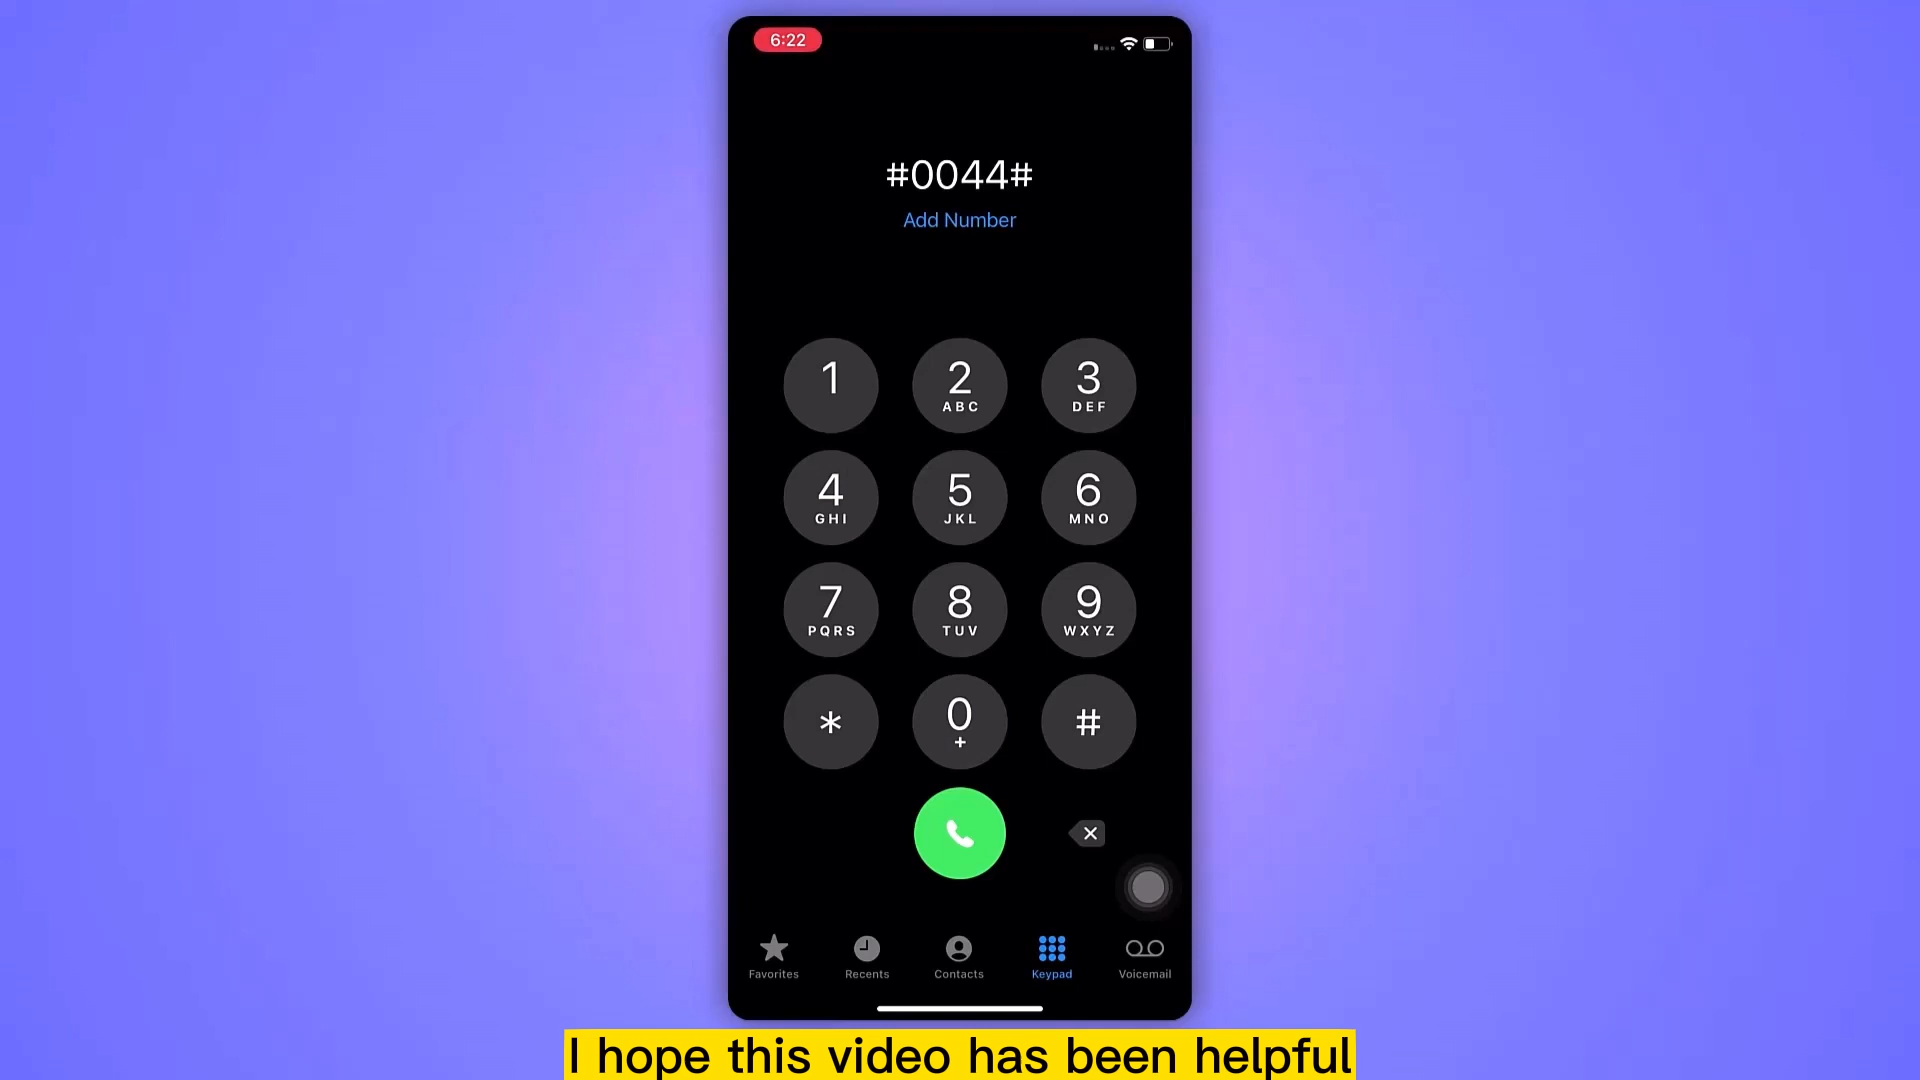 6:22
#0044#
Add Number
1
2
ABC
3
DEF
4
GHI
5
JKL
6
MNO
7
PQRS
8
TUV
9
WXYZ
*
0
+
#
Favorites
Recents
Contacts
Keypad
Voicemail
I hope this video has been helpful